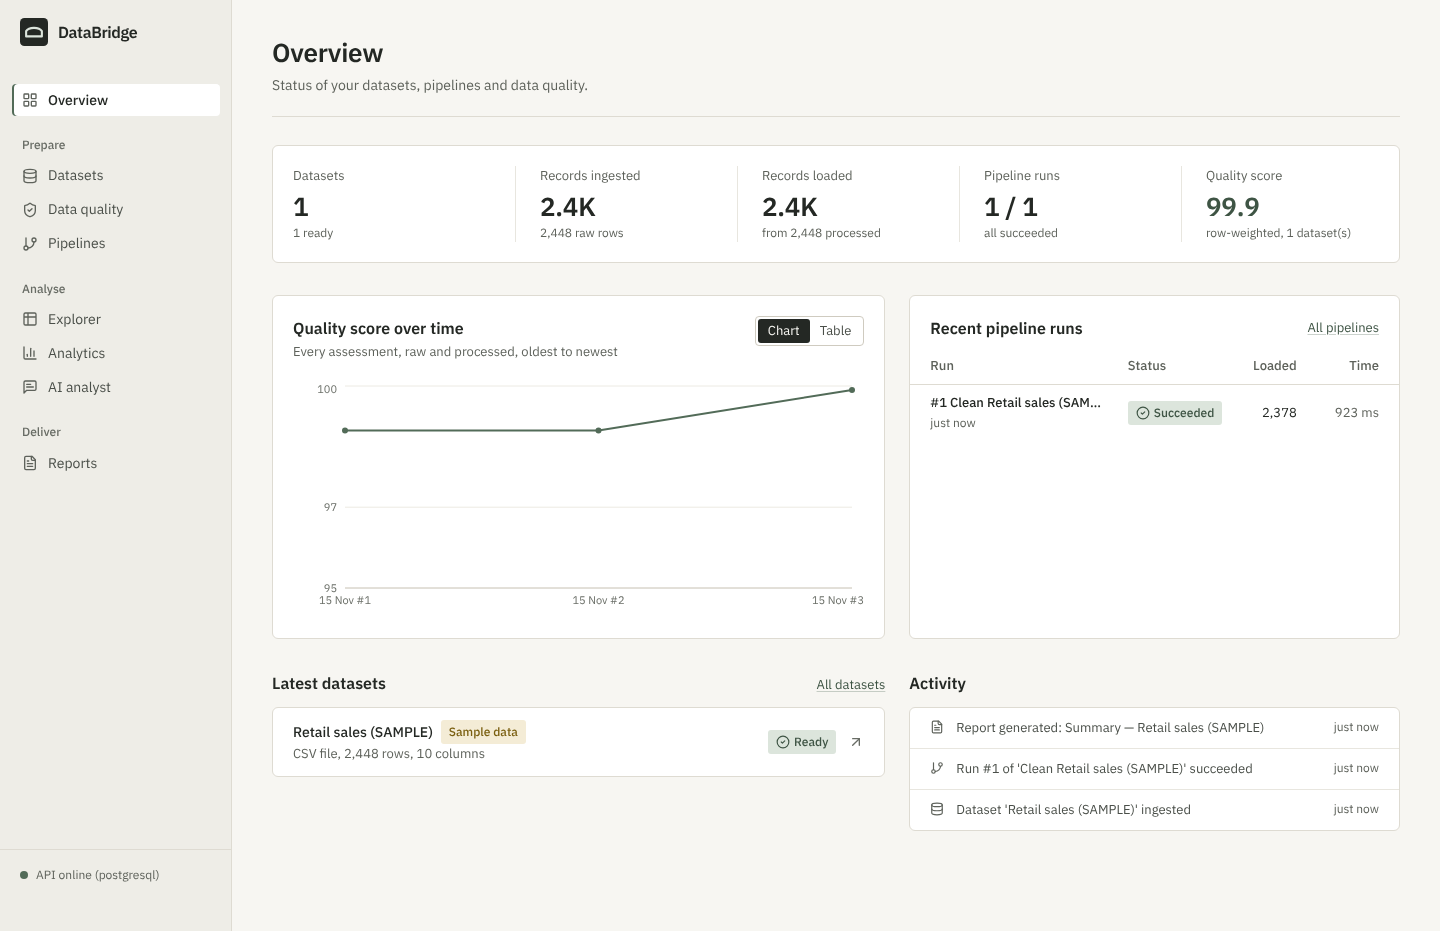 DataBridge
Overview
Prepare
Datasets
Data quality
Pipelines
Analyse
Explorer
Analytics
AI analyst
Deliver
Reports
API online (postgresql)
Overview
Status of your datasets, pipelines and data quality.
Datasets
1
1 ready
Records ingested
2.4K
2,448 raw rows
Records loaded
2.4K
from 2,448 processed
Pipeline runs
1 / 1
all succeeded
Quality score
99.9
row-weighted, 1 dataset(s)
Quality score over time
Every assessment, raw and processed, oldest to newest
Chart Table
100
97
95
15 Nov #1 15 Nov #2 15 Nov #3
Recent pipeline runs
All pipelines
Run Status Loaded Time
#1 Clean Retail sales (SAM... Succeeded 2,378 923 ms
just now
Latest datasets
All datasets
Retail sales (SAMPLE) Sample data
CSV file, 2,448 rows, 10 columns
Ready
Activity
Report generated: Summary — Retail sales (SAMPLE) just now
Run #1 of 'Clean Retail sales (SAMPLE)' succeeded just now
Dataset 'Retail sales (SAMPLE)' ingested just now